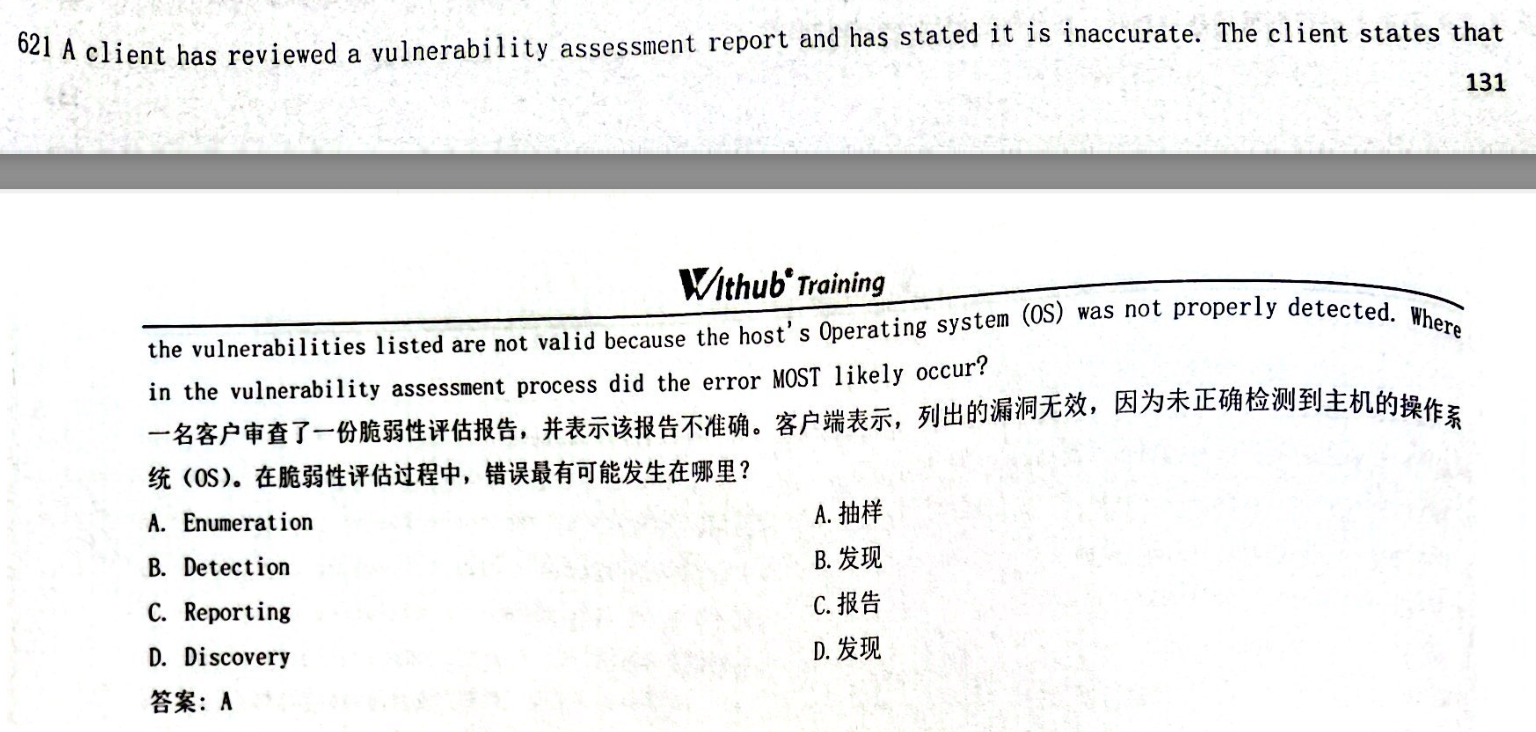 621 A client has reviewed a vulnerability assessment report and has stated it is inaccurate. The client states that
131
Withub® Training
the vulnerabilities listed are not valid because the host's Operating system (OS) was not properly detected. Where
in the vulnerability assessment process did the error MOST likely occur?
一名客户审查了一份脆弱性评估报告，并表示该报告不准确。客户端表示，列出的漏洞无效，因为未正确检测到主机的操作系
统（OS）。在脆弱性评估过程中，错误最有可能发生在哪里？
A. Enumeration A. 抽样
B. Detection B. 发现
C. Reporting C. 报告
D. Discovery D. 发现
答案：A